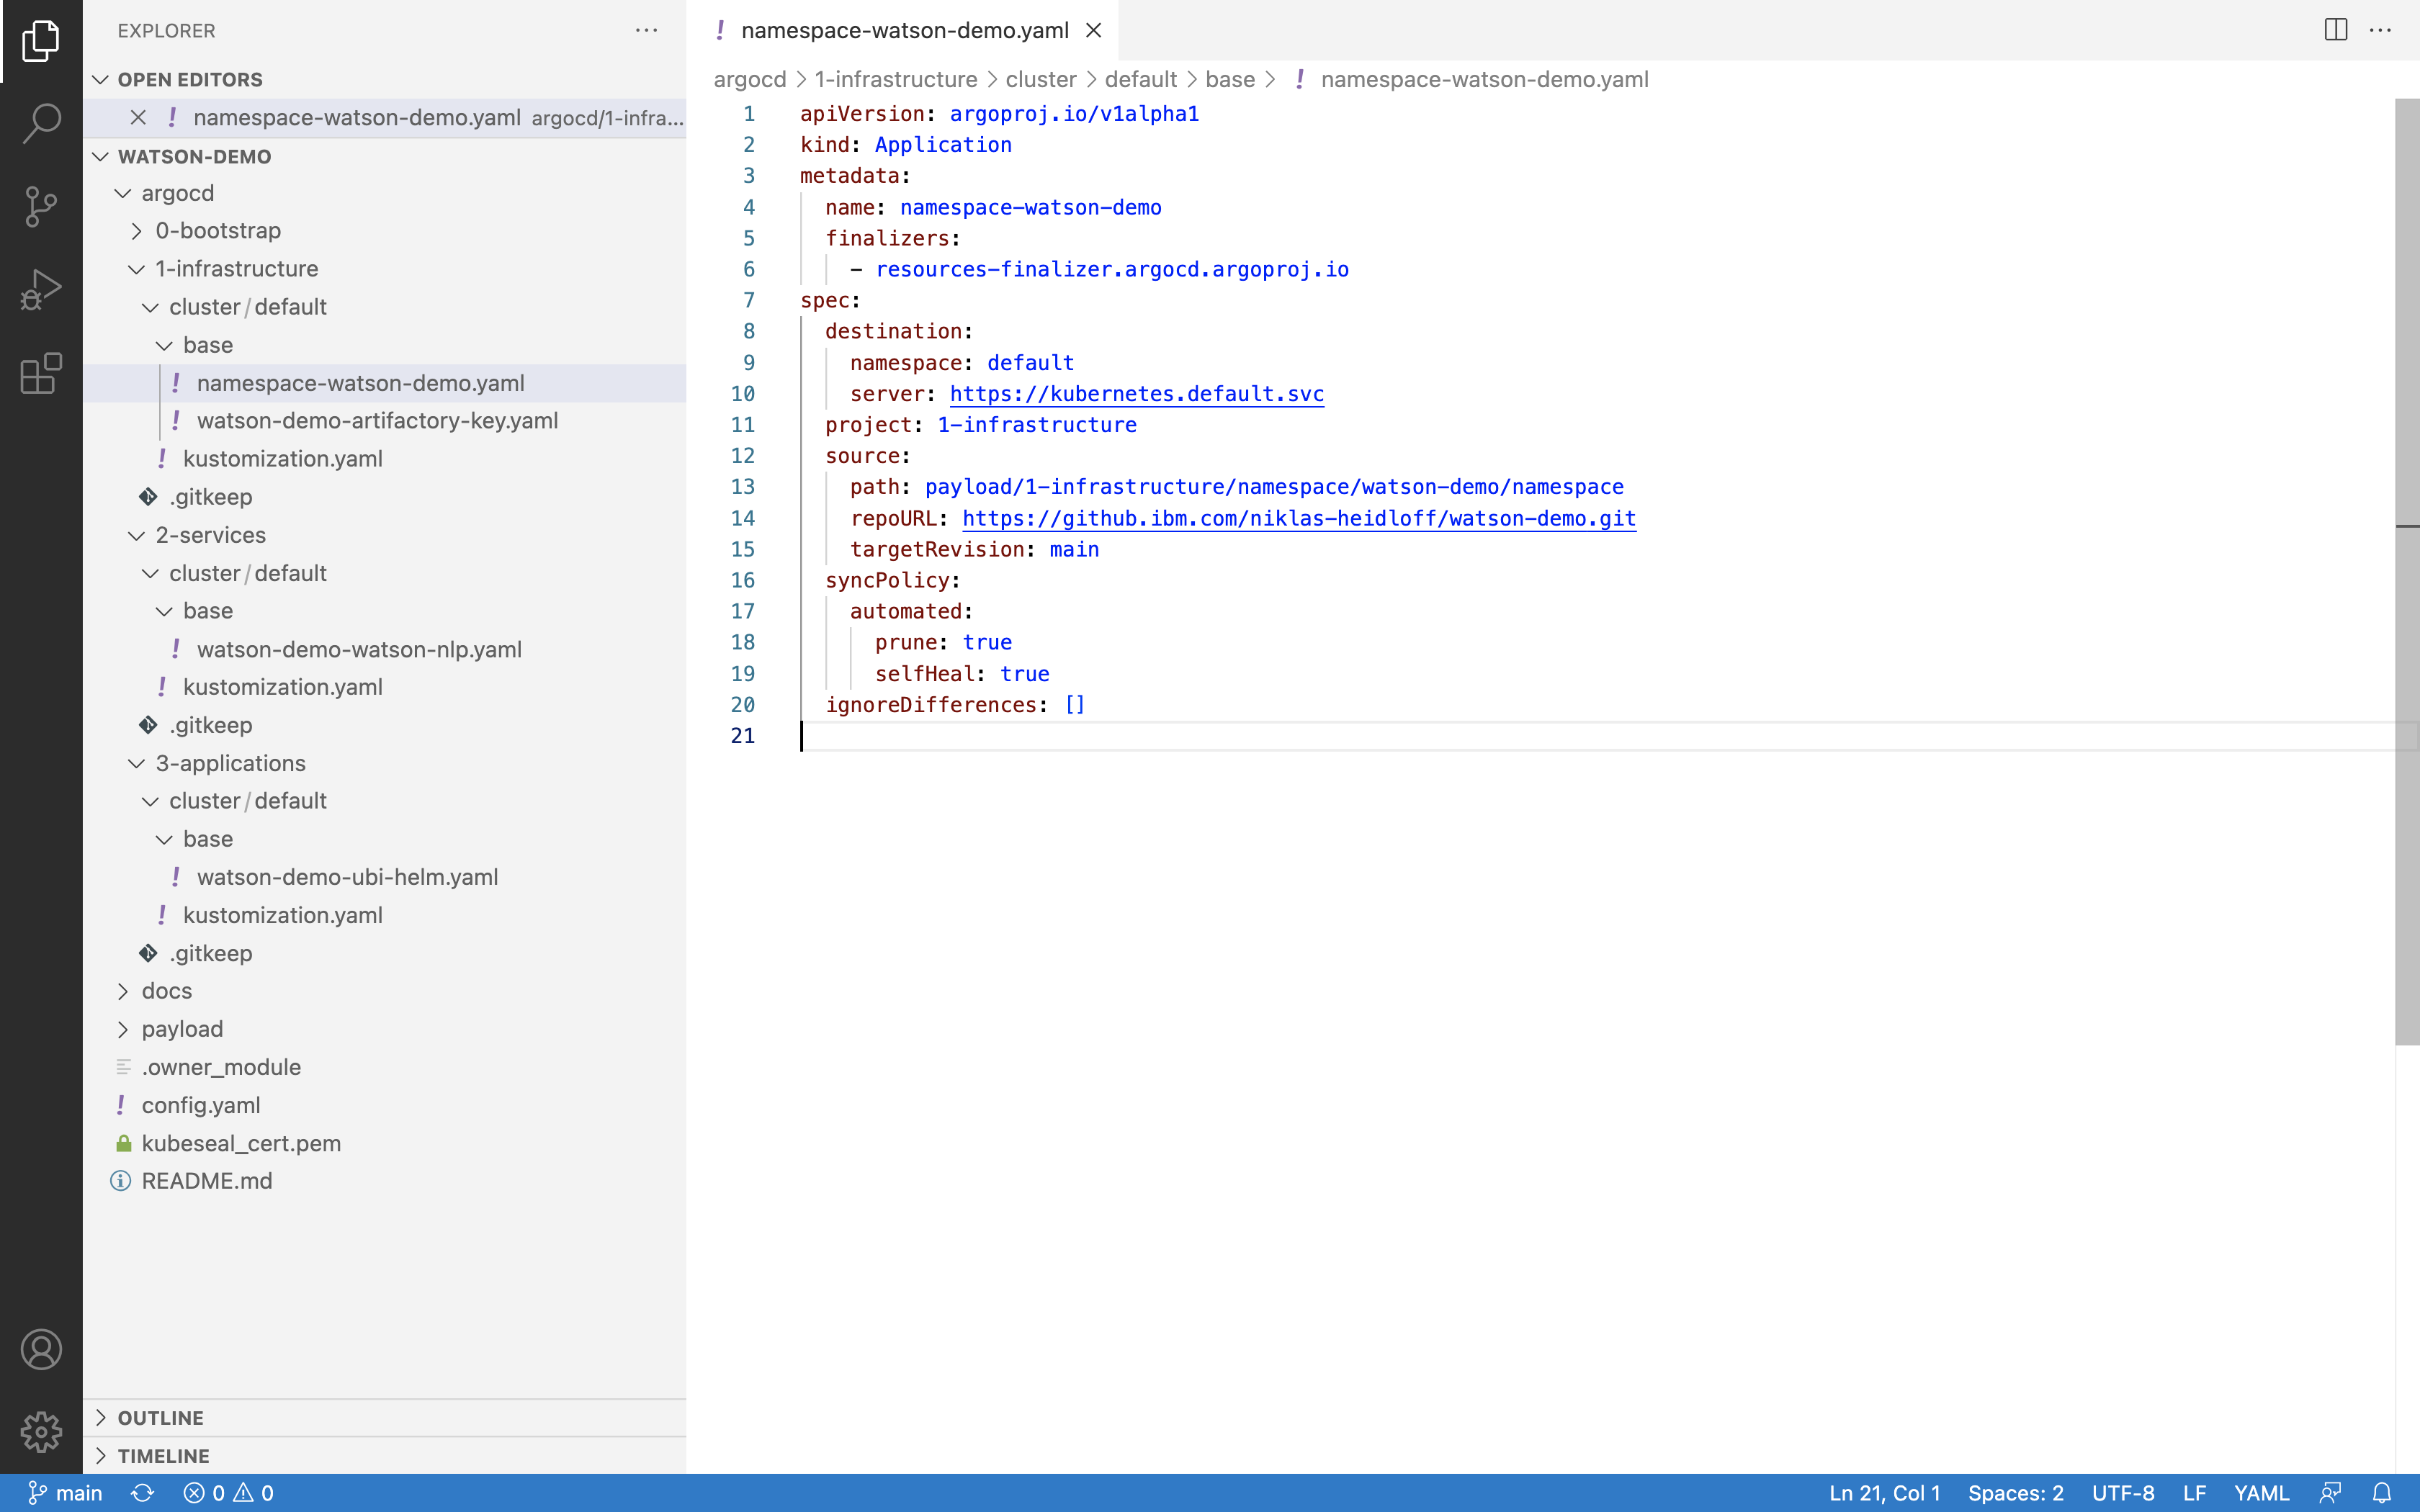 EXPLORER
OPEN EDITORS
namespace-watson-demo.yaml argocd/1-infra...
WATSON-DEMO
argocd
0-bootstrap
1-infrastructure
cluster/default
base
namespace-watson-demo.yaml
watson-demo-artifactory-key.yaml
kustomization.yaml
.gitkeep
2-services
cluster/default
base
watson-demo-watson-nlp.yaml
kustomization.yaml
.gitkeep
3-applications
cluster/default
base
watson-demo-ubi-helm.yaml
kustomization.yaml
.gitkeep
docs
payload
.owner_module
config.yaml
kubeseal_cert.pem
README.md
OUTLINE
TIMELINE
namespace-watson-demo.yaml
argocd > 1-infrastructure > cluster > default > base > ! namespace-watson-demo.yaml
1 apiVersion: argoproj.io/v1alpha1
2 kind: Application
3 metadata:
4 name: namespace-watson-demo
5 finalizers:
6 - resources-finalizer.argocd.argoproj.io
7 spec:
8 destination:
9 namespace: default
10 server: https://kubernetes.default.svc
11 project: 1-infrastructure
12 source:
13 path: payload/1-infrastructure/namespace/watson-demo/namespace
14 repoURL: https://github.ibm.com/niklas-heidloff/watson-demo.git
15 targetRevision: main
16 syncPolicy:
17 automated:
18 prune: true
19 selfHeal: true
20 ignoreDifferences: []
21
main 0 0 Ln 21, Col 1 Spaces: 2 UTF-8 LF YAML